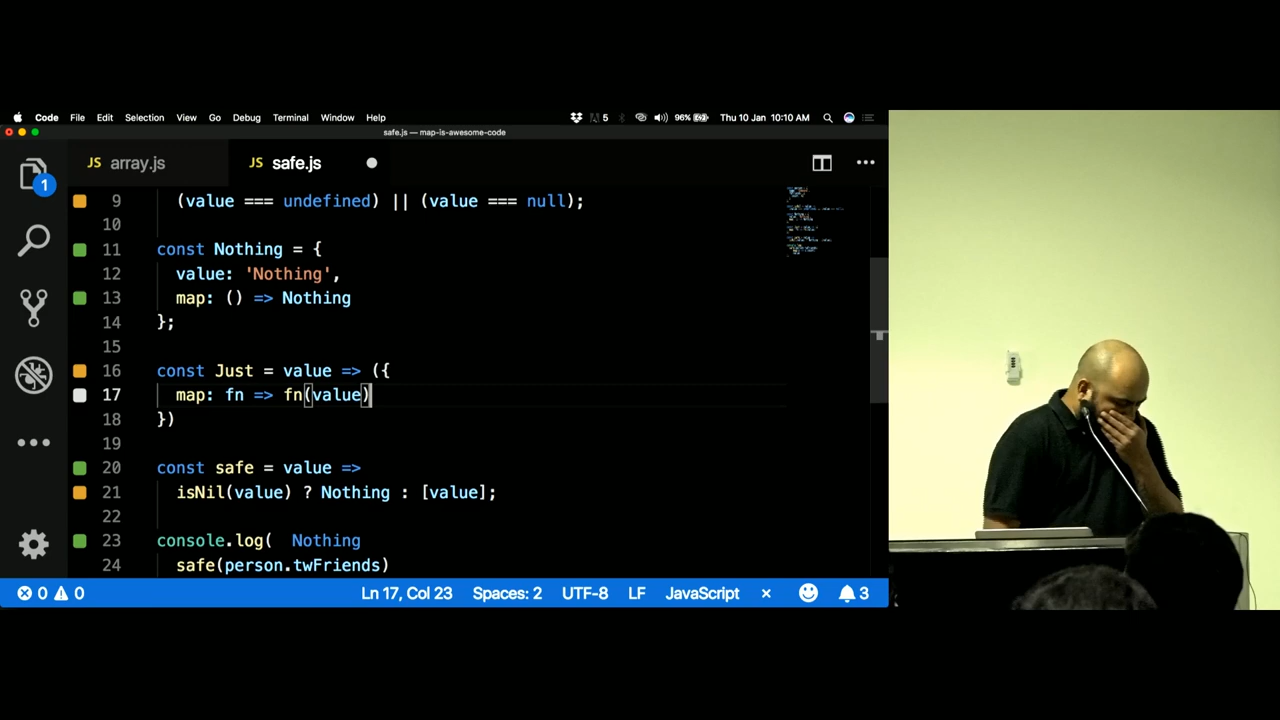 Code File Edit Selection View Go Debug Terminal Window Help 5 96% Thu 10 Jan 10:10 AM
safe.js — map-is-awesome-code
JS array.js JS safe.js
1
9 (value === undefined) || (value === null);
10
11 const Nothing = {
12 value: 'Nothing',
13 map: () => Nothing
14 };
15
16 const Just = value => ({
17 map: fn => fn(value)
18 })
19
20 const safe = value =>
21 isNil(value) ? Nothing : [value];
22
23 console.log( Nothing
24 safe(person.twFriends)
0 0 Ln 17, Col 23 Spaces: 2 UTF-8 LF JavaScript 3